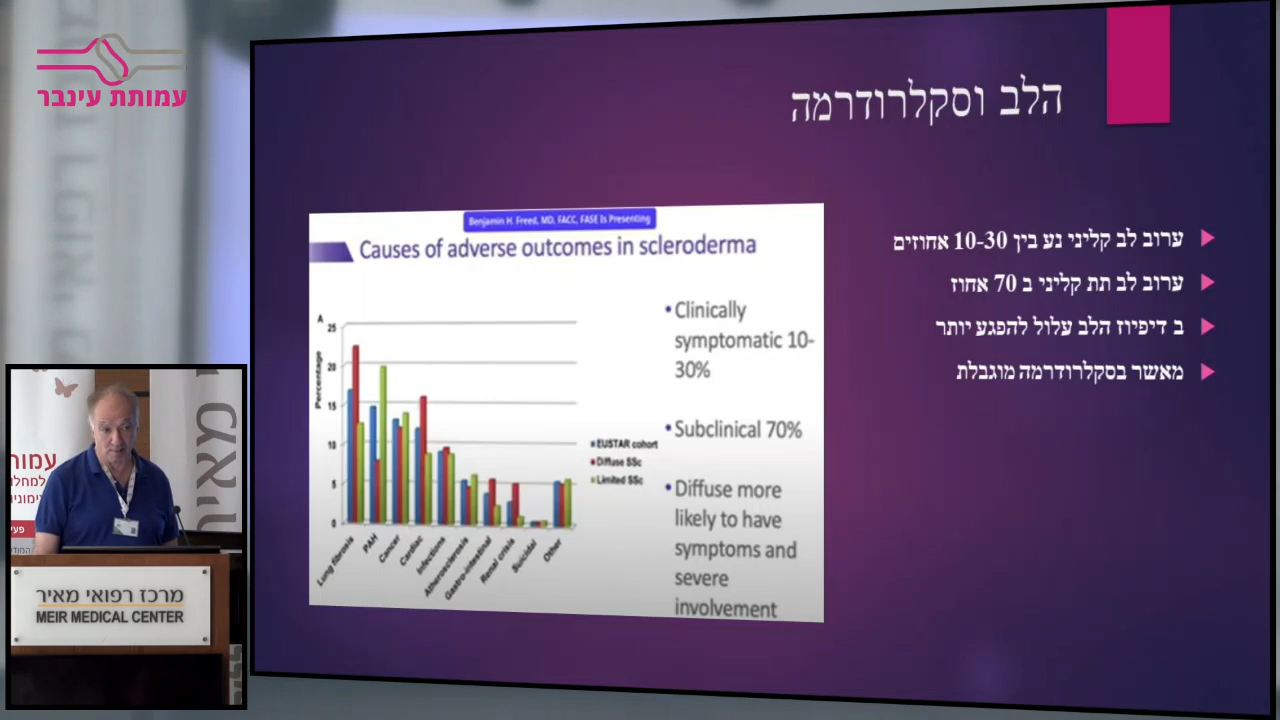 עמותת עינבר
הלב וסקלרודרמה
ערוב לב קליני נע בין 10-30 אחוזים
ערוב לב תת קליני ב 70 אחוז
ב דיפיוז הלב עלול להפגע יותר
מאשר בסקלרודרמה מוגבלת
Benjamin H. Freed, MD, FACC, FASE Is Presenting
Causes of adverse outcomes in scleroderma
A
Percentage
25
20
15
10
5
0
Lung fibrosis
PAH
Cancer
Cardiac
Infections
Atherosclerosis
Gastro-intestinal
Renal crisis
Suicidal
Other
EUSTAR cohort
Diffuse SSc
Limited SSc
• Clinically
symptomatic 10-
30%
• Subclinical 70%
• Diffuse more
likely to have
symptoms and
severe
involvement
מאיר
מרכז רפואי מאיר
MEIR MEDICAL CENTER